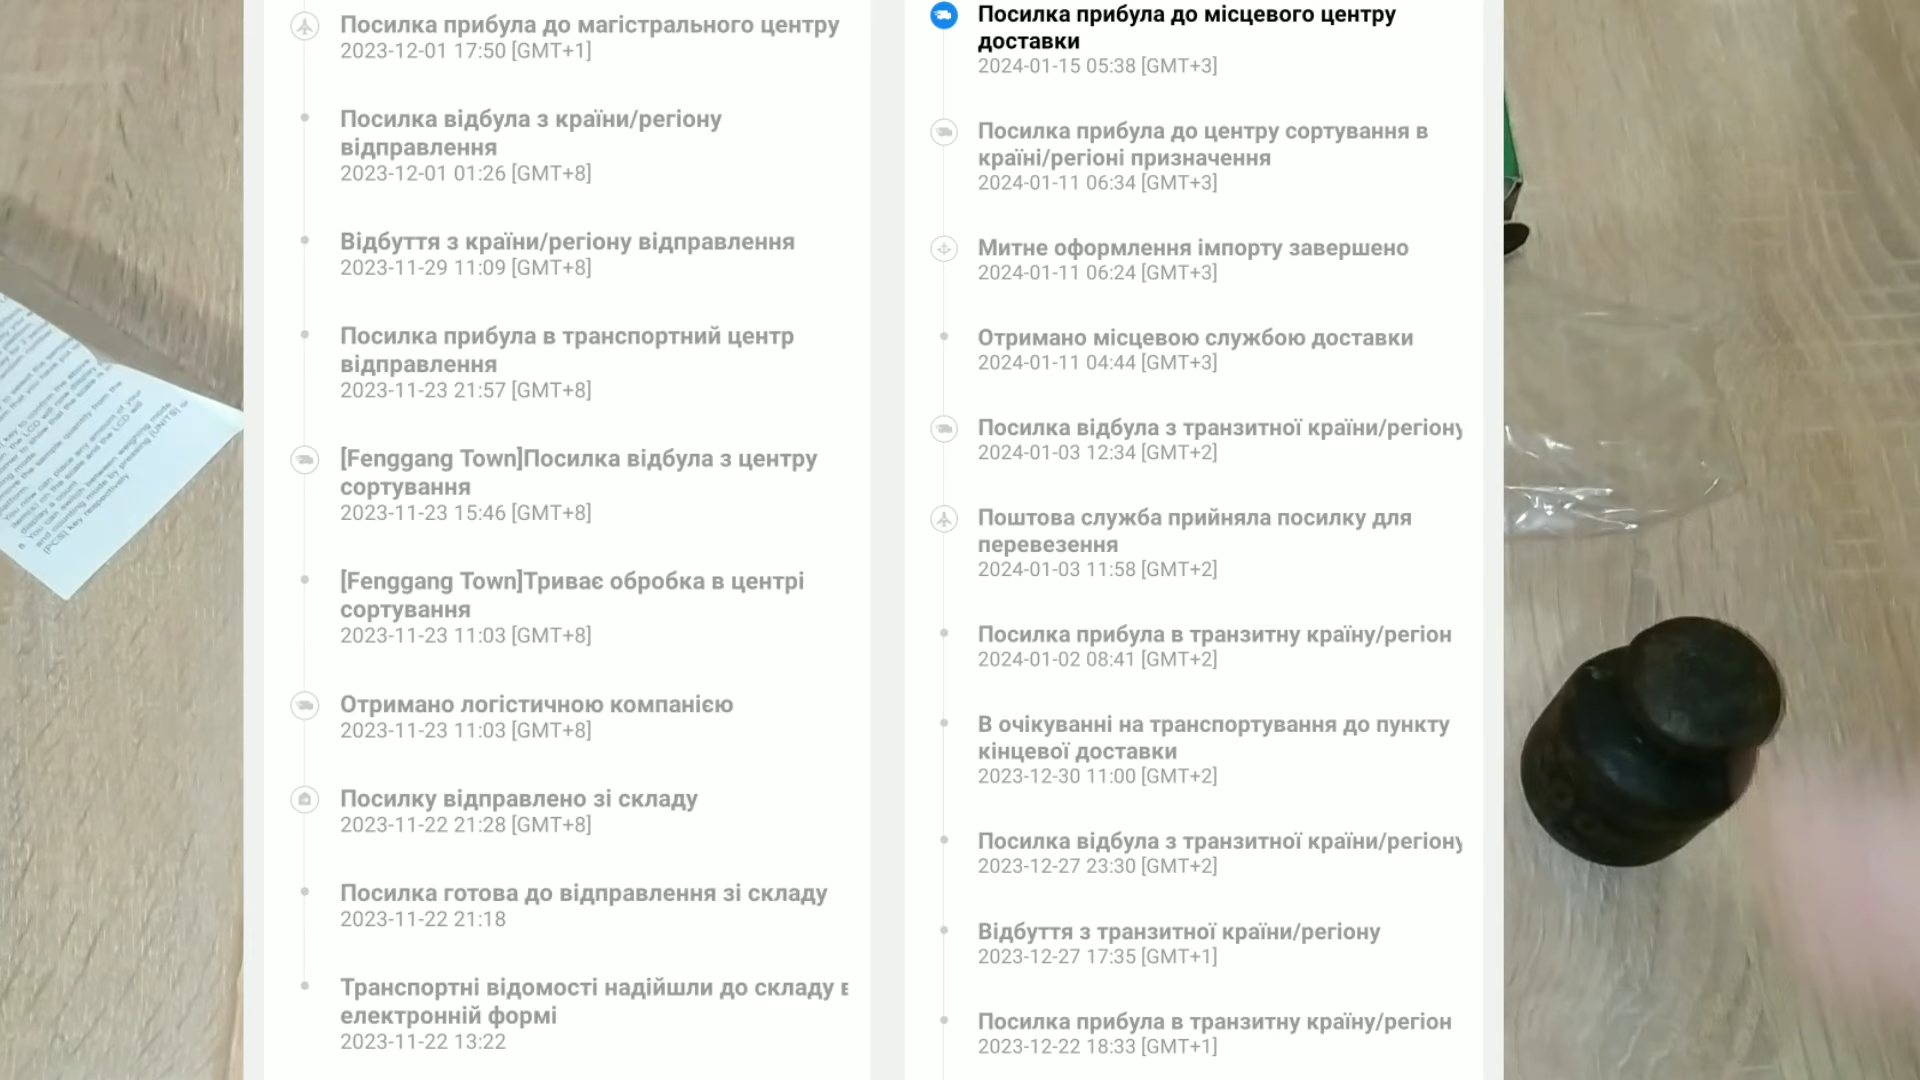 Посилка прибула до магістрального центру
2023-12-01 17:50 [GMT+1]
Посилка відбула з країни/регіону
відправлення
2023-12-01 01:26 [GMT+8]
Відбуття з країни/регіону відправлення
2023-11-29 11:09 [GMT+8]
Посилка прибула в транспортний центр
відправлення
2023-11-23 21:57 [GMT+8]
[Fenggang Town]Посилка відбула з центру
сортування
2023-11-23 15:46 [GMT+8]
[Fenggang Town]Триває обробка в центрі
сортування
2023-11-23 11:03 [GMT+8]
Отримано логістичною компанією
2023-11-23 11:03 [GMT+8]
Посилку відправлено зі складу
2023-11-22 21:28 [GMT+8]
Посилка готова до відправлення зі складу
2023-11-22 21:18
Транспортні відомості надійшли до складу в
електронній формі
2023-11-22 13:22
Посилка прибула до місцевого центру
доставки
2024-01-15 05:38 [GMT+3]
Посилка прибула до центру сортування в
країні/регіоні призначення
2024-01-11 06:34 [GMT+3]
Митне оформлення імпорту завершено
2024-01-11 06:24 [GMT+3]
Отримано місцевою службою доставки
2024-01-11 04:44 [GMT+3]
Посилка відбула з транзитної країни/регіону
2024-01-03 12:34 [GMT+2]
Поштова служба прийняла посилку для
перевезення
2024-01-03 11:58 [GMT+2]
Посилка прибула в транзитну країну/регіон
2024-01-02 08:41 [GMT+2]
В очікуванні на транспортування до пункту
кінцевої доставки
2023-12-30 11:00 [GMT+2]
Посилка відбула з транзитної країни/регіону
2023-12-27 23:30 [GMT+2]
Відбуття з транзитної країни/регіону
2023-12-27 17:35 [GMT+1]
Посилка прибула в транзитну країну/регіон
2023-12-22 18:33 [GMT+1]